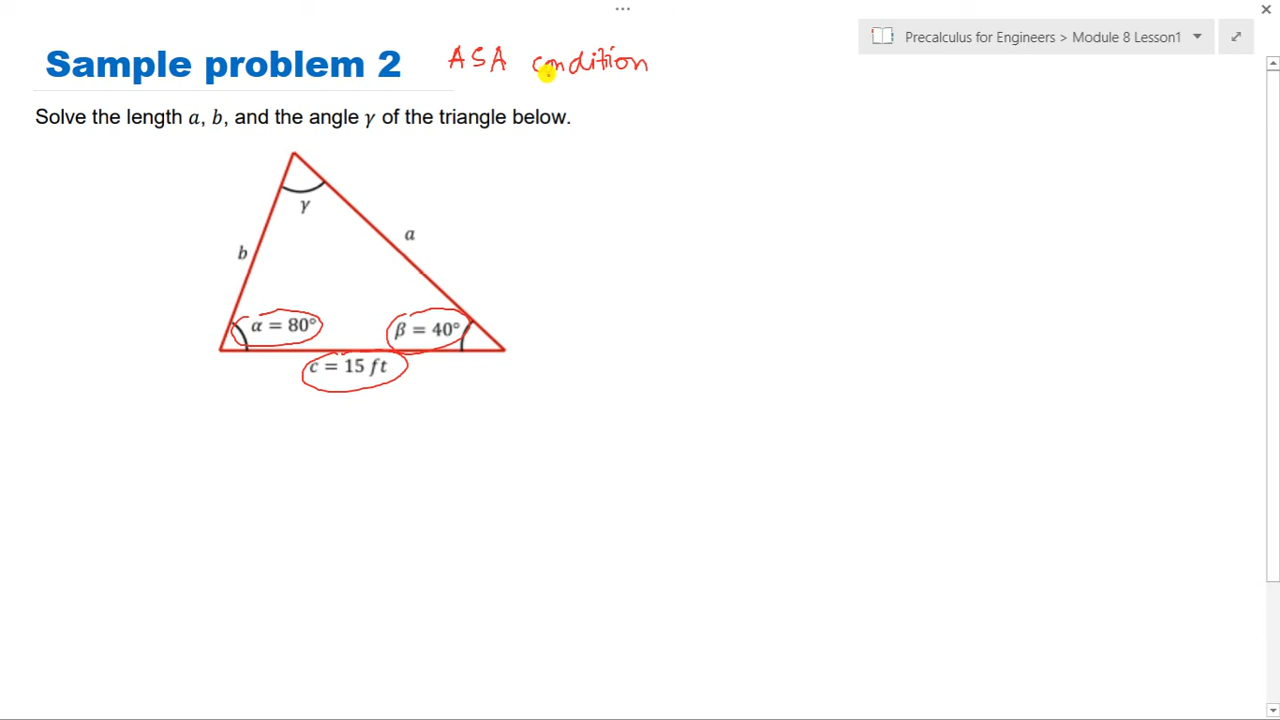 Precalculus for Engineers > Module 8 Lesson1
Sample problem 2 ASA condition
Solve the length a, b, and the angle γ of the triangle below.
γ
a
b
α = 80°
β = 40°
c = 15 ft